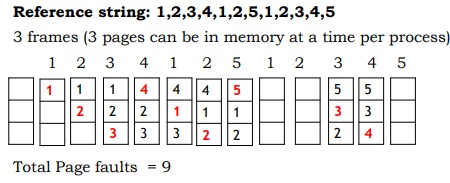 Reference string: 1,2,3,4,1,2,5,1,2,3,4,5
3 frames (3 pages can be in memory at a time per process)
1 2 3 4 1 2 5 1 2 3 4 5
1 1 1 4 4 4 5 5 5
2 2 2 1 1 1 3 3
3 3 3 2 2 2 4
Total Page faults = 9